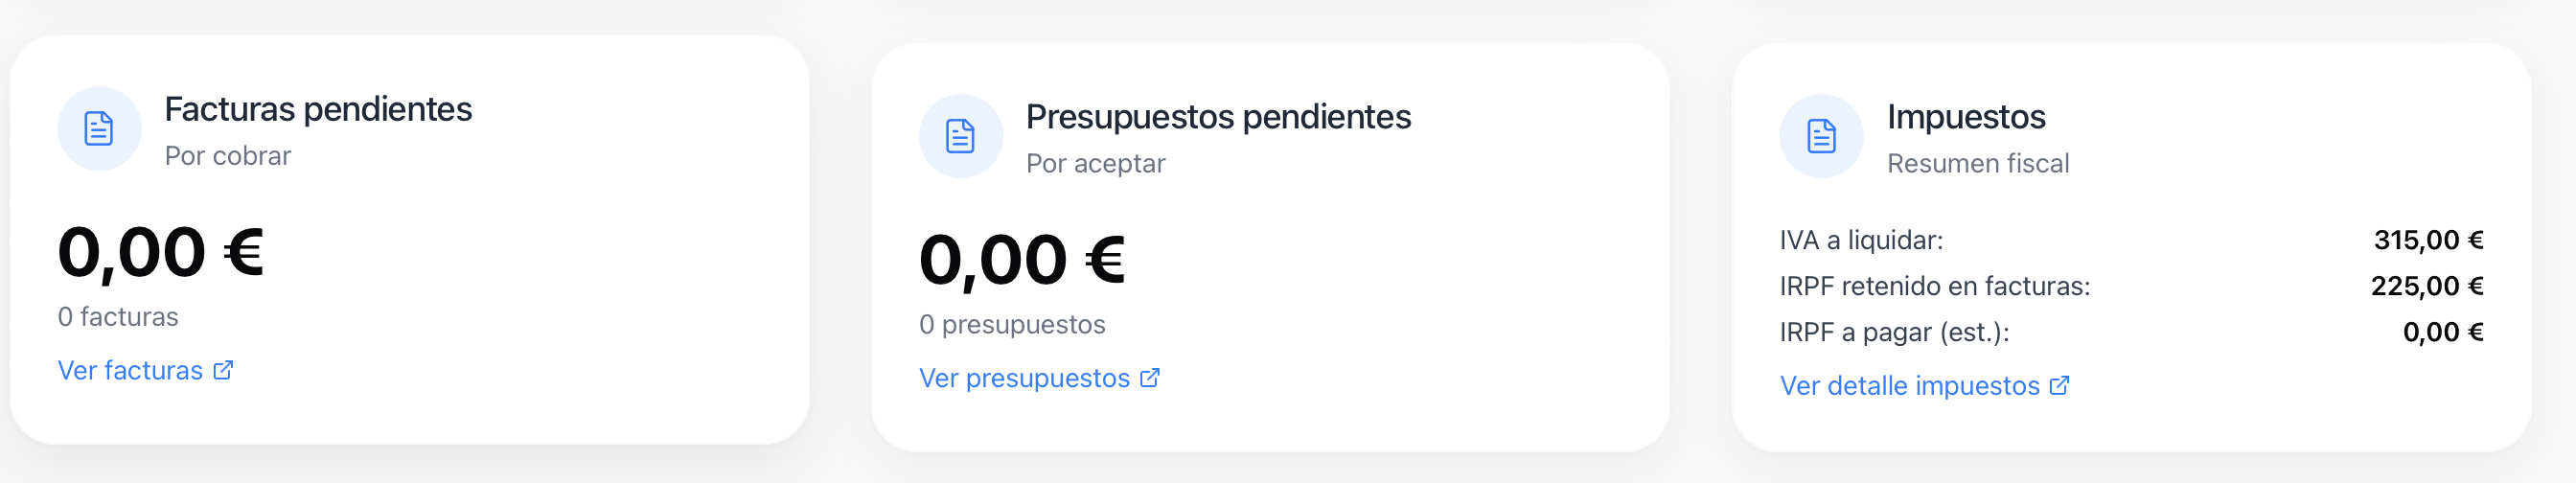 Facturas pendientes
Por cobrar
0,00 €
0 facturas
Ver facturas
Presupuestos pendientes
Por aceptar
0,00 €
0 presupuestos
Ver presupuestos
Impuestos
Resumen fiscal
IVA a liquidar: 315,00 €
IRPF retenido en facturas: 225,00 €
IRPF a pagar (est.): 0,00 €
Ver detalle impuestos